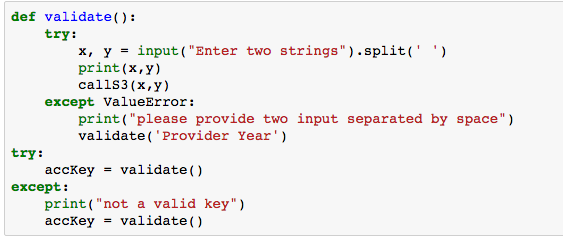 def validate():
    try:
        x, y = input("Enter two strings").split(' ')
        print(x,y)
        callS3(x,y)
    except ValueError:
        print("please provide two input separated by space")
        validate('Provider Year')
try:
    accKey = validate()
except:
    print("not a valid key")
    accKey = validate()